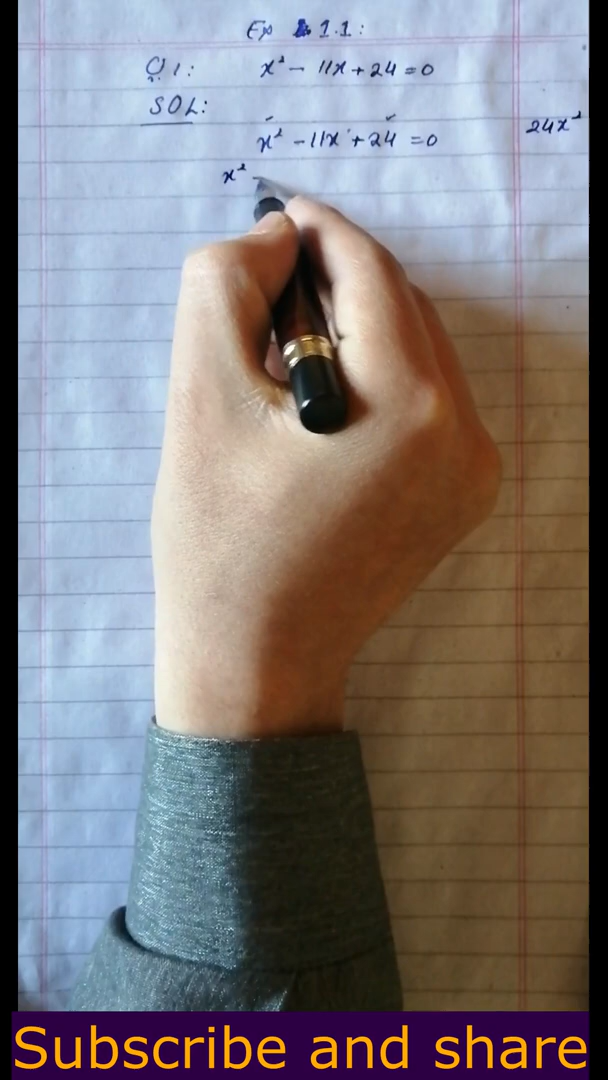 Ex 1.1:
Q1: x² - 11x + 24 = 0
SOL:
x² - 11x + 24 = 0
24x²
x² -
Subscribe and share